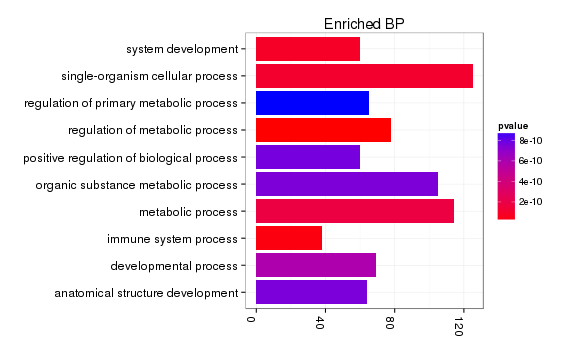 Enriched BP
system development
single-organism cellular process
regulation of primary metabolic process
regulation of metabolic process
positive regulation of biological process
organic substance metabolic process
metabolic process
immune system process
developmental process
anatomical structure development
0
40
80
120
pvalue
8e-10
6e-10
4e-10
2e-10